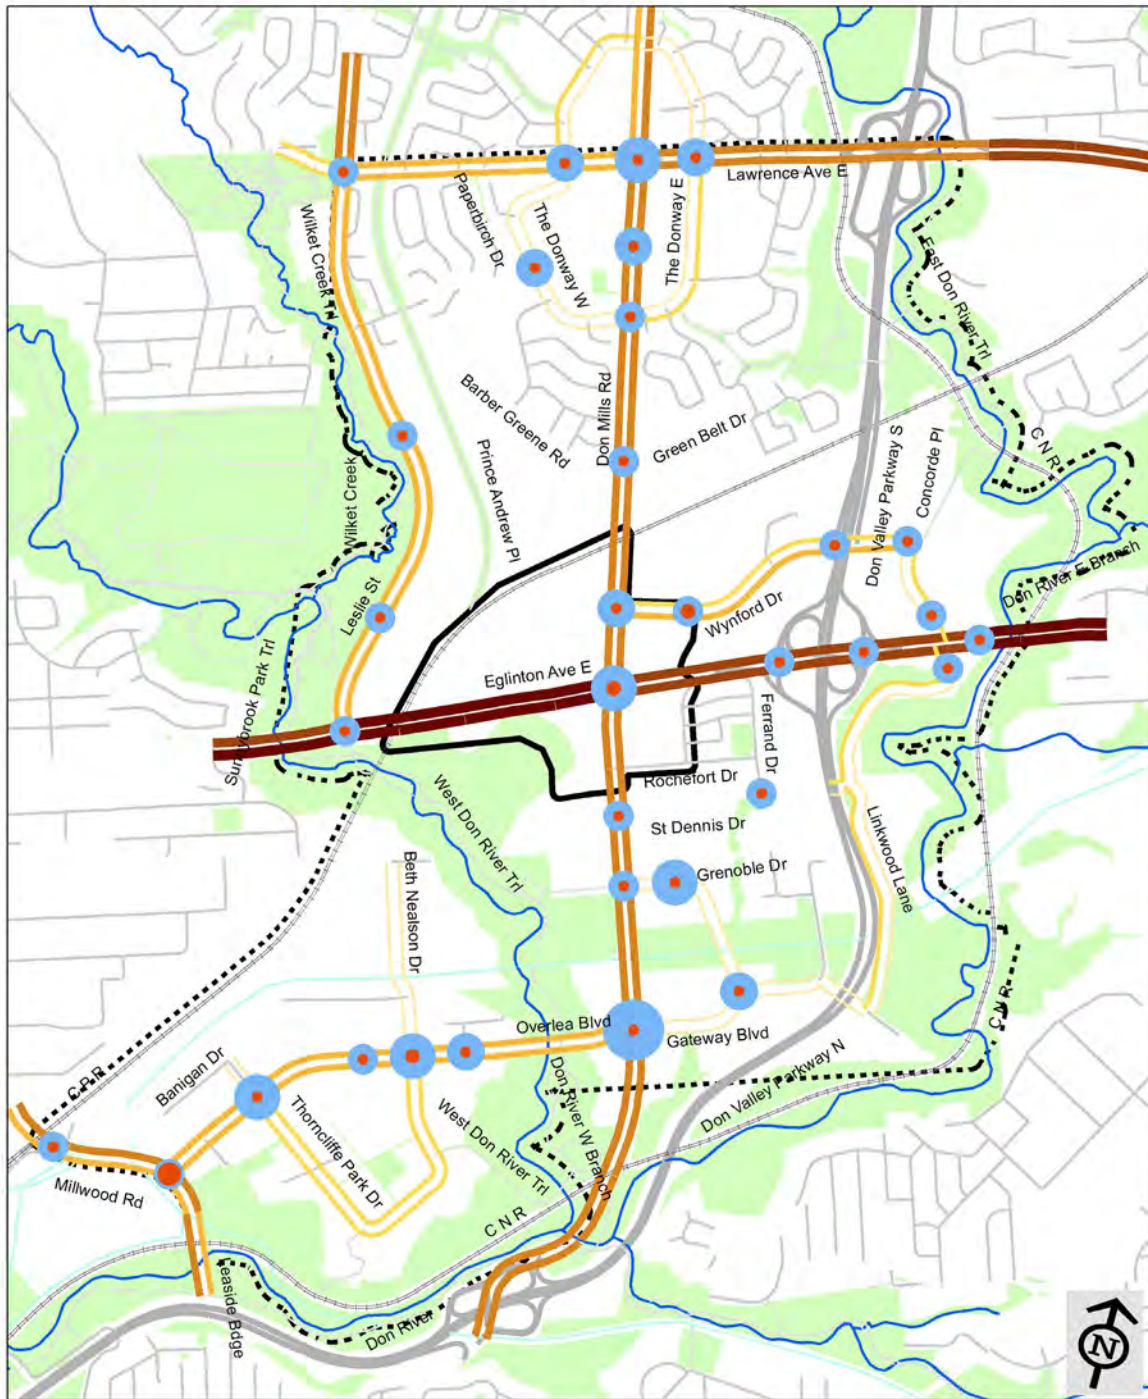 Lawrence Ave E
Paperbirch Dr
The Donway W
The Donway E
Wilket Creek Trl
East Don River Trl
Barber Greene Rd
Don Mills Rd
Green Belt Dr
Prince Andrew Pl
Wilket Creek
C N R
Don Valley Parkway S
Concorde Pl
Don River E Branch
Leslie St
Wynford Dr
Eglinton Ave E
Sunnybrook Park Trl
Ferrand Dr
Rochefort Dr
West Don River Trl
St Dennis Dr
Linkwood Lane
Grenoble Dr
Beth Nealson Dr
C N R
Overlea Blvd
Gateway Blvd
Don Valley Parkway N
Banigan Dr
C P R
Thorncliffe Park Dr
West Don River Trl
Don River W Branch
Millwood Rd
C N R
Leaside Bdge
Don River
N